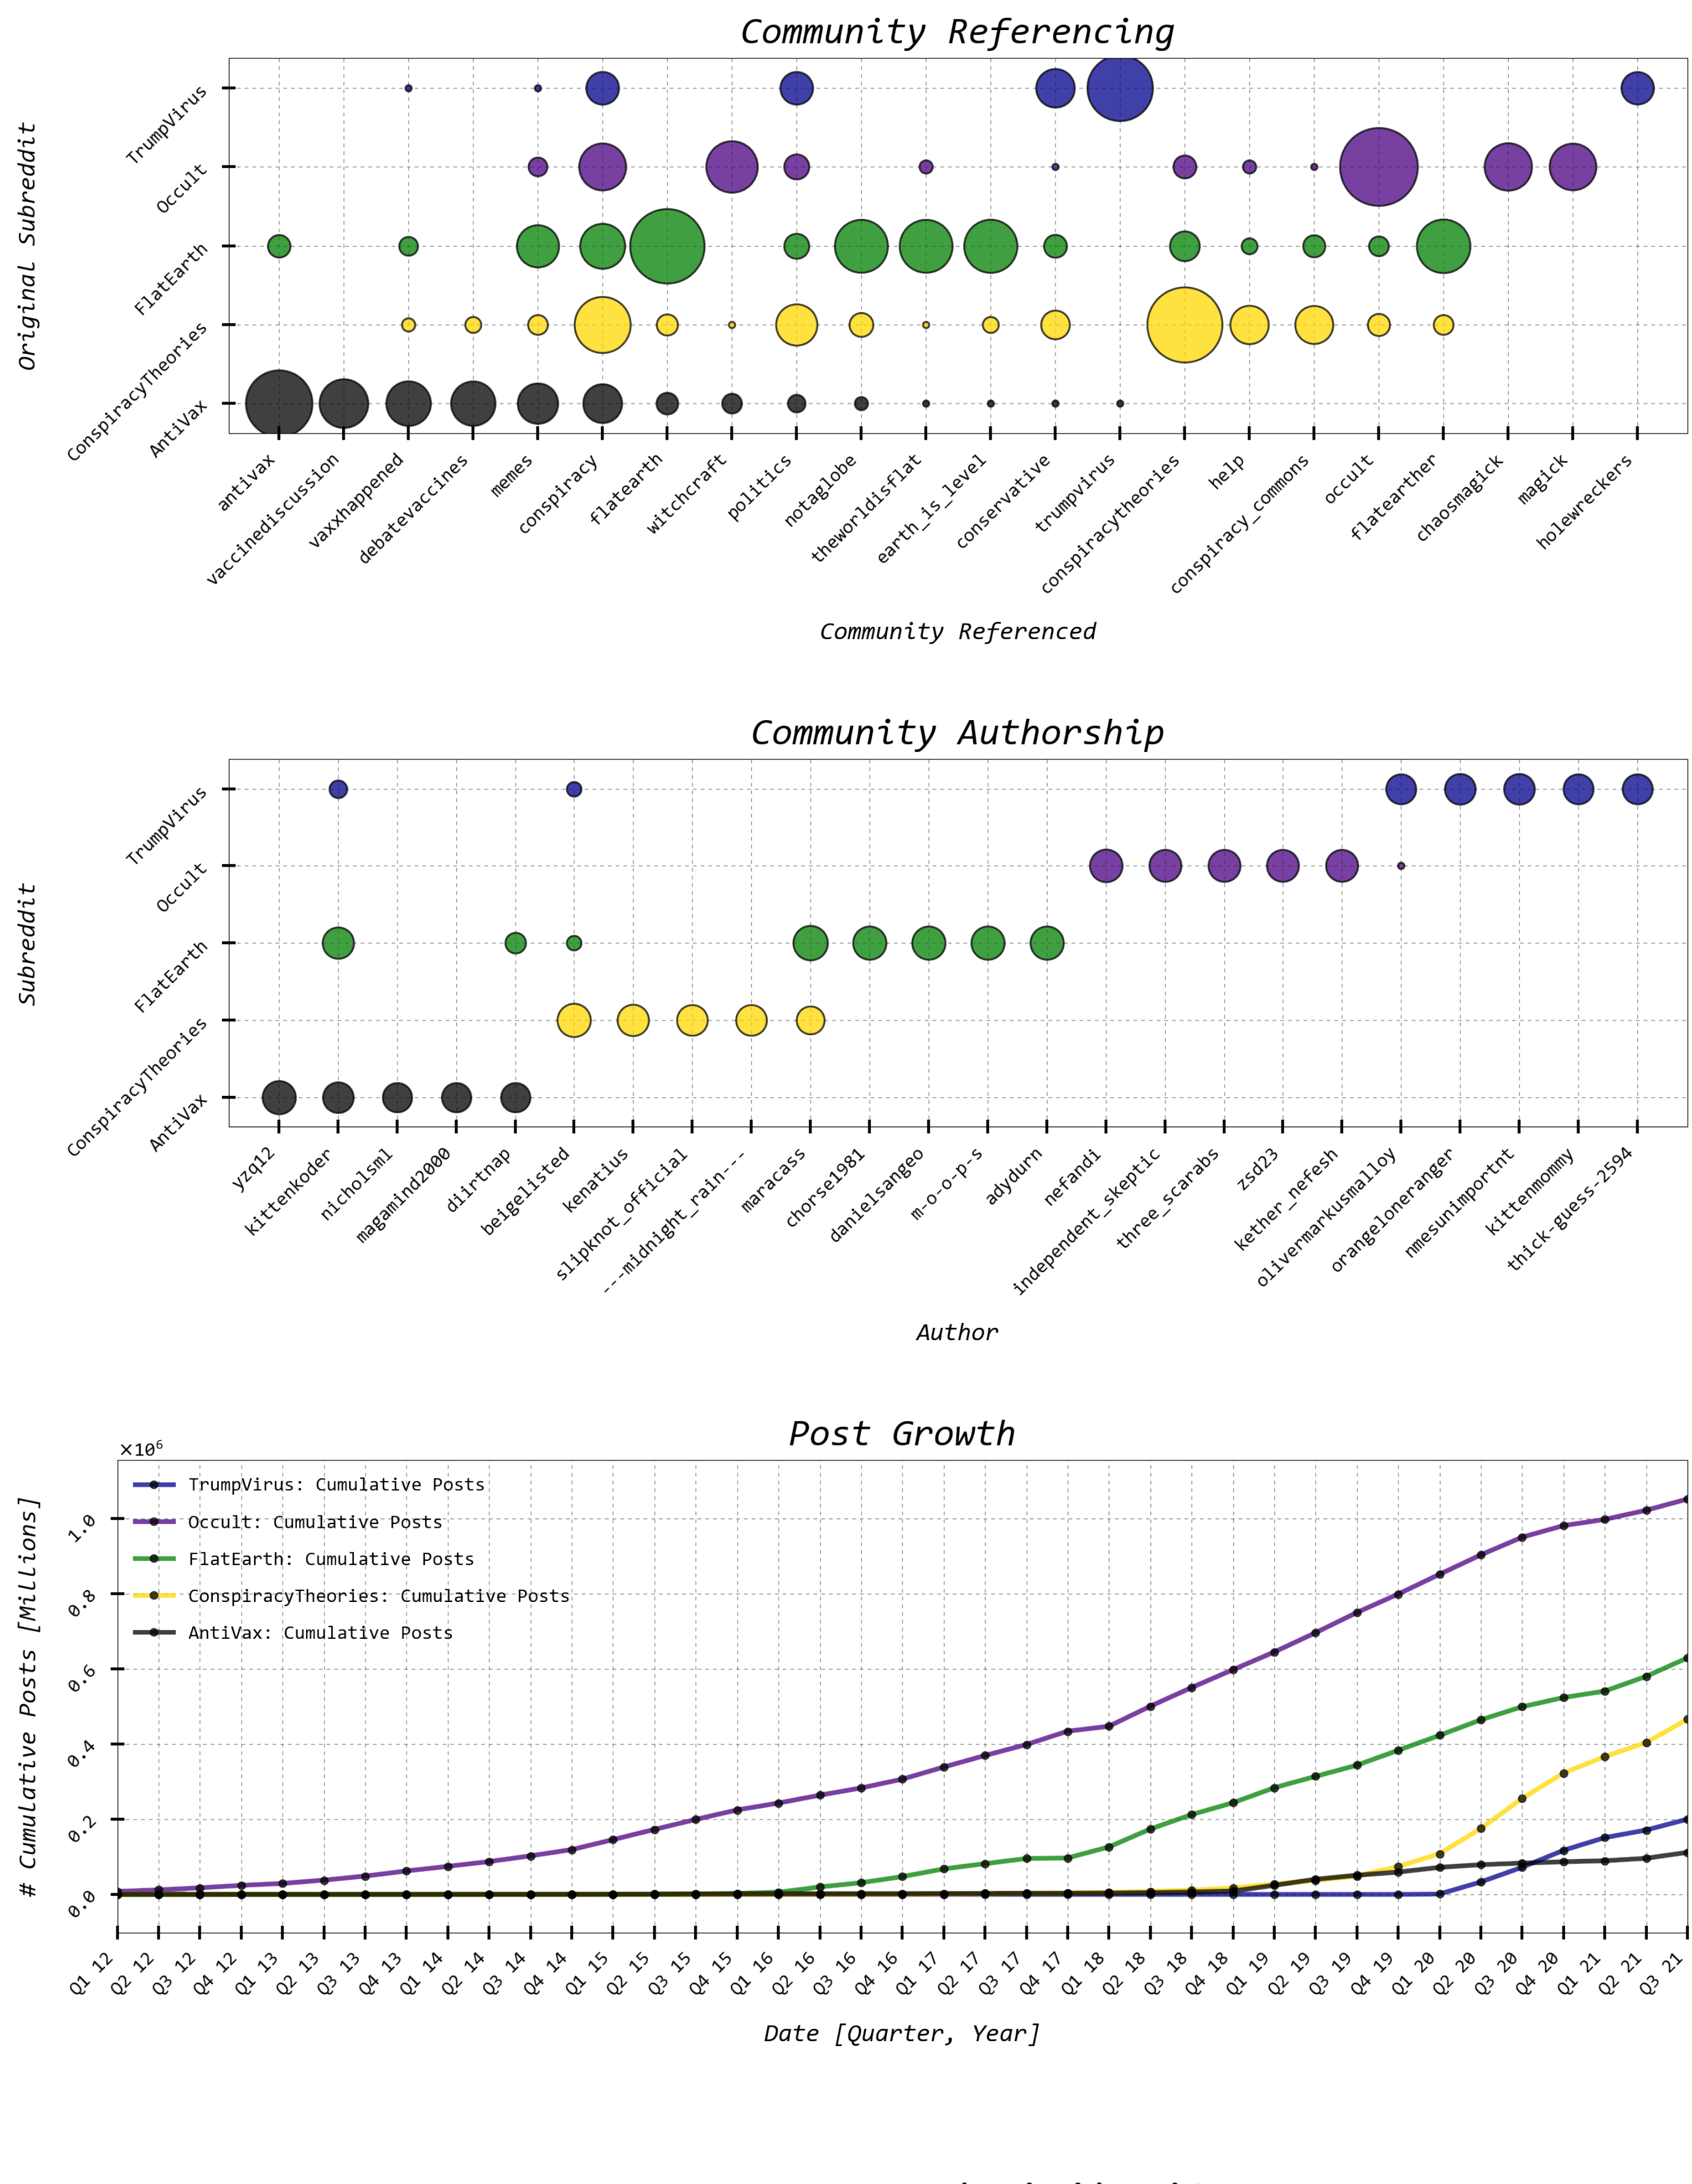 Community Referencing
Original Subreddit
TrumpVirus
Occult
FlatEarth
ConspiracyTheories
AntiVax
antivax
vaccinediscussion
vaxxhappened
debatevaccines
memes
conspiracy
flatearth
witchcraft
politics
notaglobe
theworldisflat
earth_is_level
conservative
trumpvirus
conspiracytheories
help
conspiracy_commons
occult
flatearther
chaosmagick
magick
holewreckers
Community Referenced
Community Authorship
Subreddit
TrumpVirus
Occult
FlatEarth
ConspiracyTheories
AntiVax
yzq12
kittenkoder
magamind2000
diirtnap
beigelisted
kenatius
slipknot_official
---midnight_rain---
maracass
chorse1981
danielsangeo
m-o-o-p-s
adydurn
nefandi
independent_skeptic
three_scarabs
zsd23
kether_nefesh
olivermarkusmalloy
orangeloneranger
nmesunimportnt
kittenmommy
thick-guess-2594
Author
Post Growth
×10⁶
# Cumulative Posts [Millions]
TrumpVirus: Cumulative Posts
Occult: Cumulative Posts
FlatEarth: Cumulative Posts
ConspiracyTheories: Cumulative Posts
AntiVax: Cumulative Posts
1.0
0.8
0.6
0.4
0.2
0.0
Q1 12
Q2 12
Q3 12
Q4 12
Q1 13
Q2 13
Q3 13
Q4 13
Q1 14
Q2 14
Q3 14
Q4 14
Q1 15
Q2 15
Q3 15
Q4 15
Q1 16
Q2 16
Q3 16
Q4 16
Q1 17
Q2 17
Q3 17
Q4 17
Q1 18
Q2 18
Q3 18
Q4 18
Q1 19
Q2 19
Q3 19
Q4 19
Q1 20
Q2 20
Q3 20
Q4 20
Q1 21
Q2 21
Q3 21
Date [Quarter, Year]